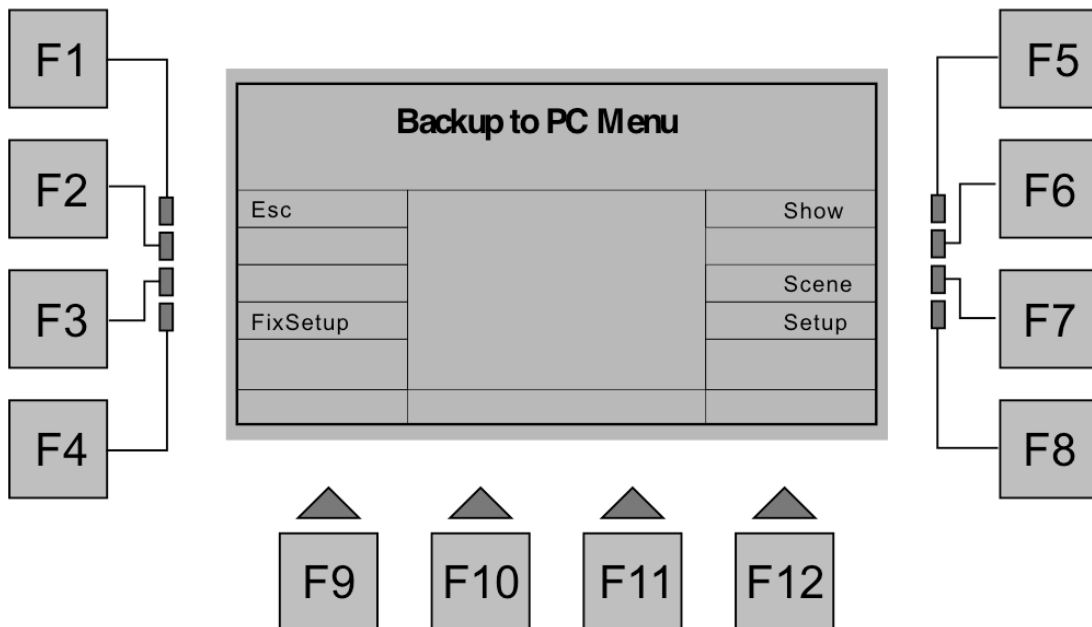 F1
F5
Backup to PC Menu
F2
F6
Esc
Show
Scene
F3
F7
FixSetup
Setup
F4
F8
F9
F10
F11
F12